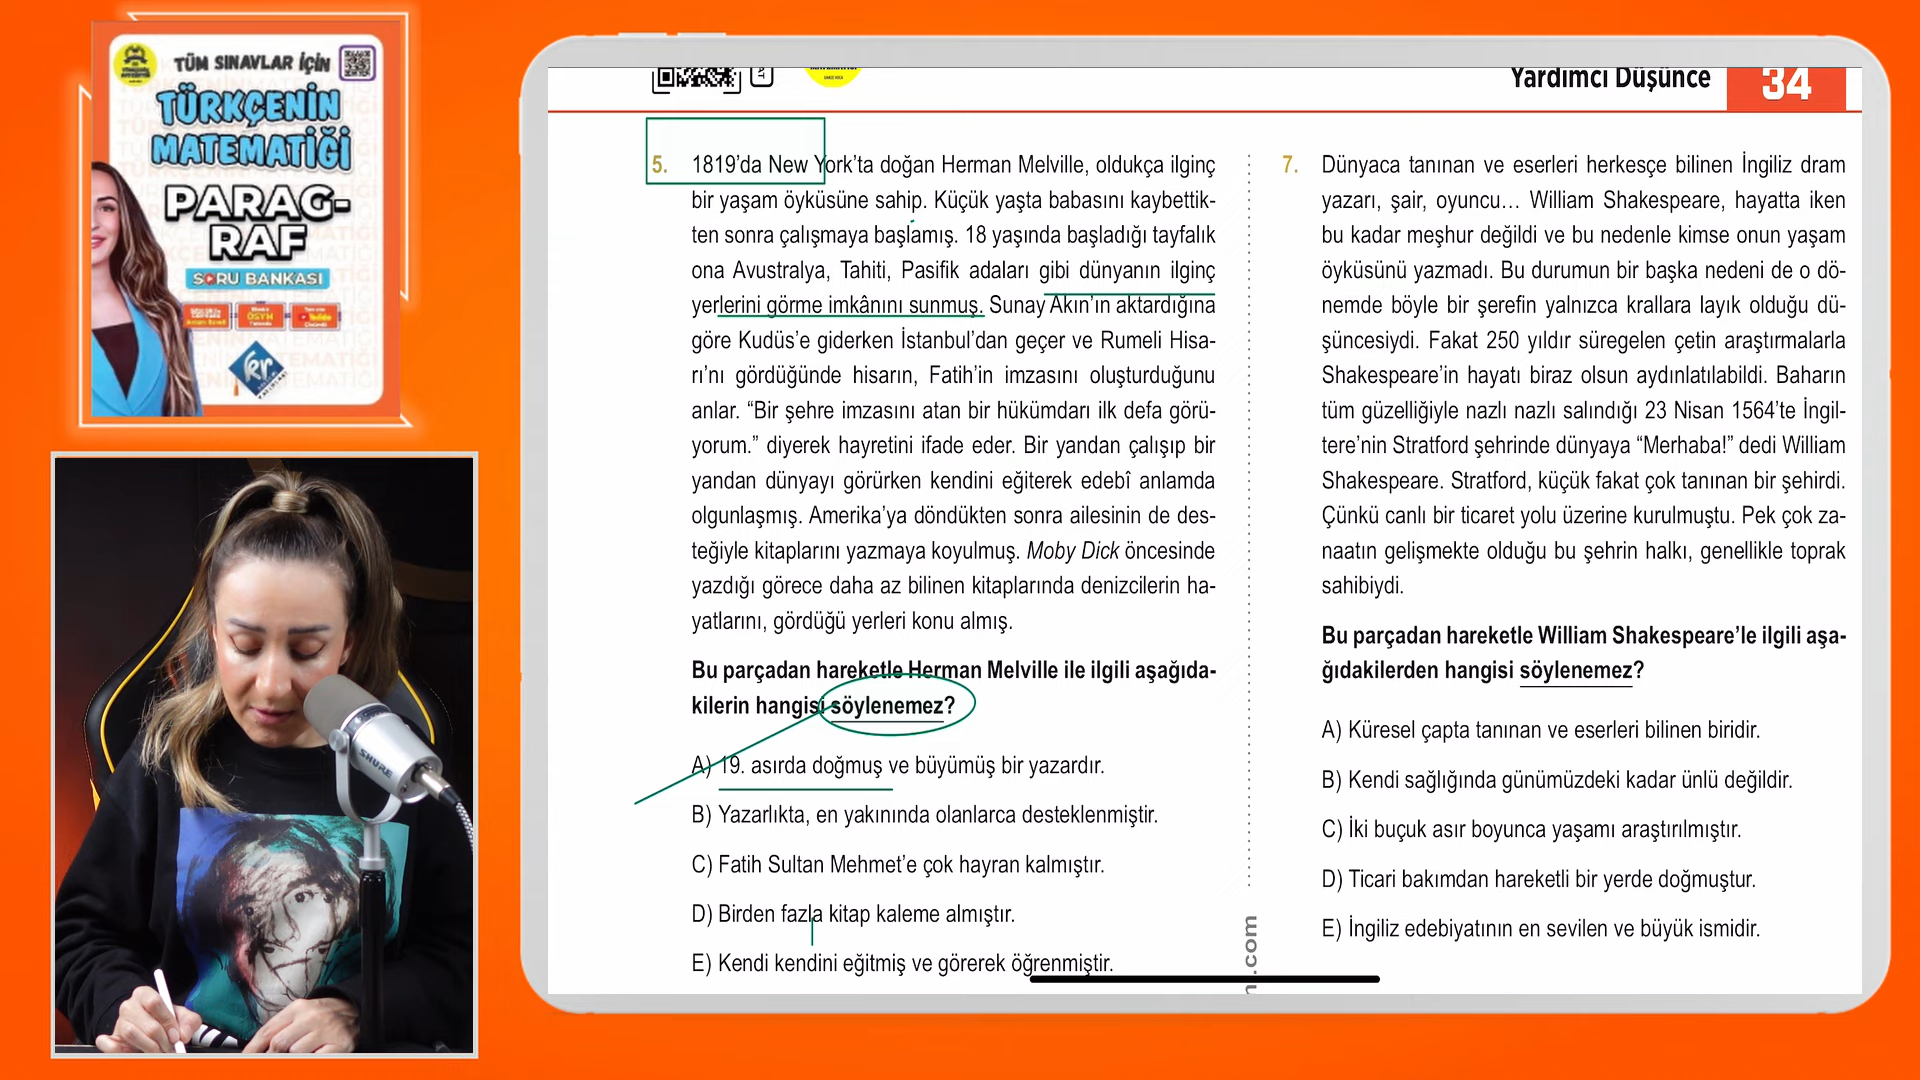 TÜM SINAVLAR İÇİN
TÜRKÇENİN
MATEMATİĞİ
PARAG-
RAF
SORU BANKASI
ÖSYM
SHURE
Yardımcı Düşünce
34
5. 1819’da New York’ta doğan Herman Melville, oldukça ilginç
bir yaşam öyküsüne sahip. Küçük yaşta babasını kaybettik-
ten sonra çalışmaya başlamış. 18 yaşında başladığı tayfalık
ona Avustralya, Tahiti, Pasifik adaları gibi dünyanın ilginç
yerlerini görme imkânını sunmuş. Sunay Akın’ın aktardığına
göre Kudüs’e giderken İstanbul’dan geçer ve Rumeli Hisa-
rı’nı gördüğünde hisarın, Fatih’in imzasını oluşturduğunu
anlar. “Bir şehre imzasını atan bir hükümdarı ilk defa görü-
yorum.” diyerek hayretini ifade eder. Bir yandan çalışıp bir
yandan dünyayı görürken kendini eğiterek edebî anlamda
olgunlaşmış. Amerika’ya döndükten sonra ailesinin de des-
teğiyle kitaplarını yazmaya koyulmuş. Moby Dick öncesinde
yazdığı görece daha az bilinen kitaplarında denizcilerin ha-
yatlarını, gördüğü yerleri konu almış.
Bu parçadan hareketle Herman Melville ile ilgili aşağıda-
kilerin hangisi söylenemez?
A) 19. asırda doğmuş ve büyümüş bir yazardır.
B) Yazarlıkta, en yakınında olanlarca desteklenmiştir.
C) Fatih Sultan Mehmet’e çok hayran kalmıştır.
D) Birden fazla kitap kaleme almıştır.
E) Kendi kendini eğitmiş ve görerek öğrenmiştir.
.com
7. Dünyaca tanınan ve eserleri herkesçe bilinen İngiliz dram
yazarı, şair, oyuncu… William Shakespeare, hayatta iken
bu kadar meşhur değildi ve bu nedenle kimse onun yaşam
öyküsünü yazmadı. Bu durumun bir başka nedeni de o dö-
nemde böyle bir şerefin yalnızca krallara layık olduğu dü-
şüncesiydi. Fakat 250 yıldır süregelen çetin araştırmalarla
Shakespeare’in hayatı biraz olsun aydınlatılabildi. Baharın
tüm güzelliğiyle nazlı nazlı salındığı 23 Nisan 1564’te İngil-
tere’nin Stratford şehrinde dünyaya “Merhaba!” dedi William
Shakespeare. Stratford, küçük fakat çok tanınan bir şehirdi.
Çünkü canlı bir ticaret yolu üzerine kurulmuştu. Pek çok za-
naatın gelişmekte olduğu bu şehrin halkı, genellikle toprak
sahibiydi.
Bu parçadan hareketle William Shakespeare’le ilgili aşa-
ğıdakilerden hangisi söylenemez?
A) Küresel çapta tanınan ve eserleri bilinen biridir.
B) Kendi sağlığında günümüzdeki kadar ünlü değildir.
C) İki buçuk asır boyunca yaşamı araştırılmıştır.
D) Ticari bakımdan hareketli bir yerde doğmuştur.
E) İngiliz edebiyatının en sevilen ve büyük ismidir.